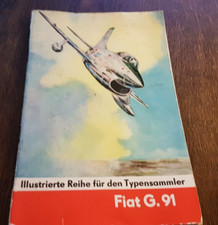 Illustrierte Reihe für den Typensammler
Fiat G.91